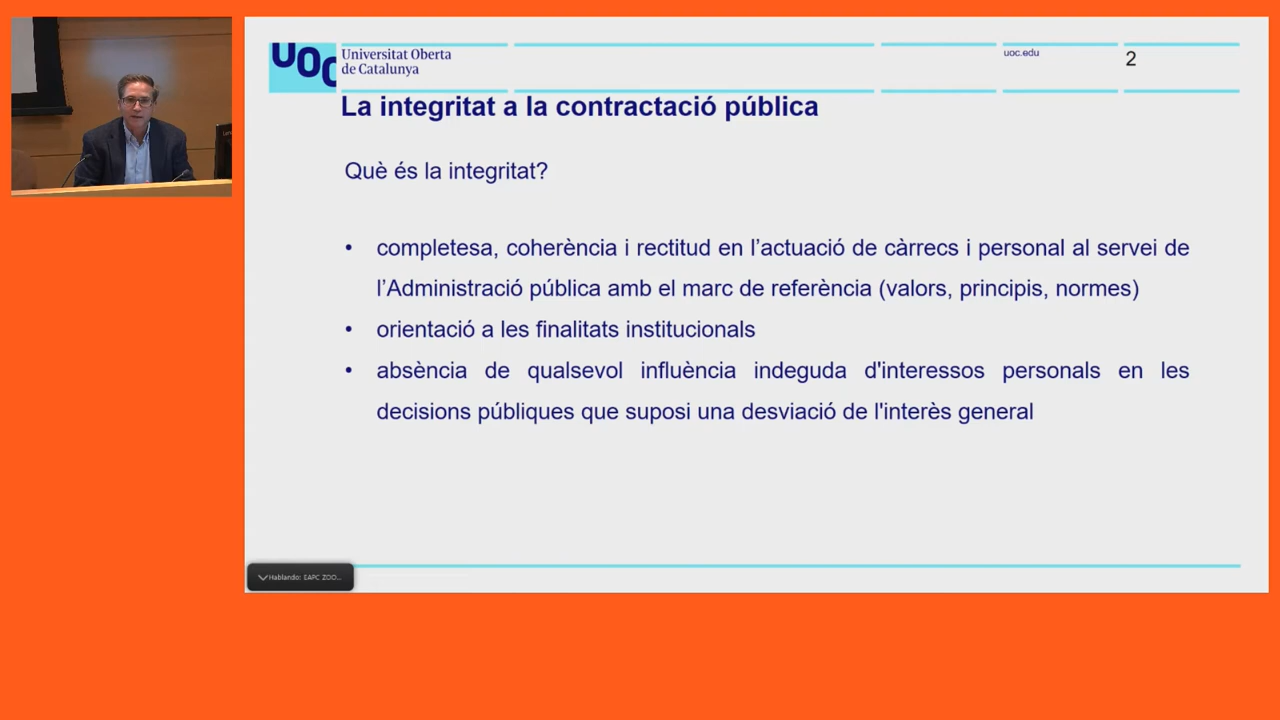 UOC
Universitat Oberta
de Catalunya
uoc.edu
2
La integritat a la contractació pública
Què és la integritat?
• completesa, coherència i rectitud en l’actuació de càrrecs i personal al servei de
l’Administració pública amb el marc de referència (valors, principis, normes)
• orientació a les finalitats institucionals
• absència de qualsevol influència indeguda d'interessos personals en les
decisions públiques que suposi una desviació de l'interès general
Hablando: EAPC ZOO...